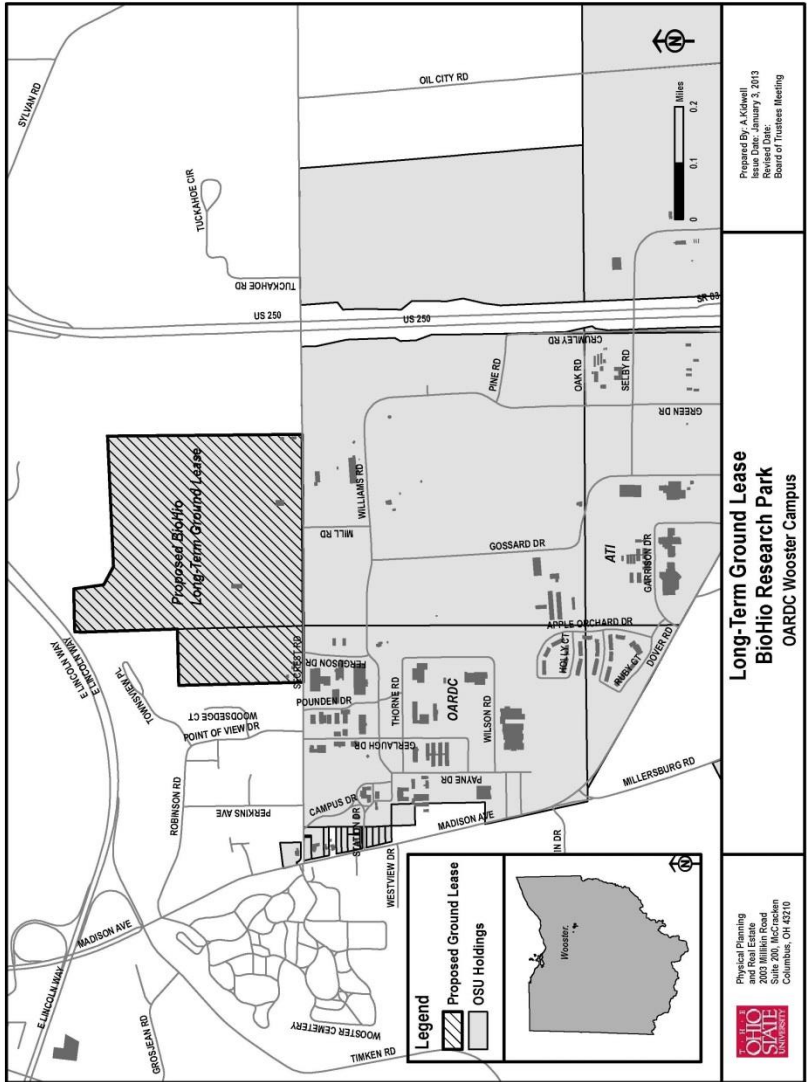 SYLVAN RD
OIL CITY RD
TUCKAHOE CIR
TUCKAHOE RD
US 250
US 250
SR 83
CRUMLEY RD
PINE RD
OAK RD
SELBY RD
GREEN DR
WILLIAMS RD
MILL RD
GOSSARD DR
ATI
GARRISON DR
APPLE ORCHARD DR
HOLLY CT
RUBY CT
DOVER RD
Proposed BioHio
Long-Term Ground Lease
E LINCOLN WAY
E LINCOLN WAY
TOWNSVIEW PL
WOODSEDGE CT
POINT OF VIEW DR
ROBINSON RD
PERKINS AVE
SECREST RD
FERGUSON DR
POUNDEN DR
THORNE RD
OARDC
WILSON RD
GERLAUGH DR
PAYNE DR
CAMPUS DR
STATION DR
MADISON AVE
MILLERSBURG RD
WESTVIEW DR
IN DR
MADISON AVE
E LINCOLN WAY
GROSJEAN RD
WOOSTER CEMETERY
TIMKEN RD
N
Miles
0 0.1 0.2
Legend
Proposed Ground Lease
OSU Holdings
Wooster
N
T · H · E
OHIO
STATE
UNIVERSITY
Physical Planning
and Real Estate
2003 Millikin Road
Suite 200, McCracken
Columbus, OH 43210
Long-Term Ground Lease
BioHio Research Park
OARDC Wooster Campus
Prepared By: A.Kidwell
Issue Date: January 3, 2013
Revised Date:
Board of Trustees Meeting